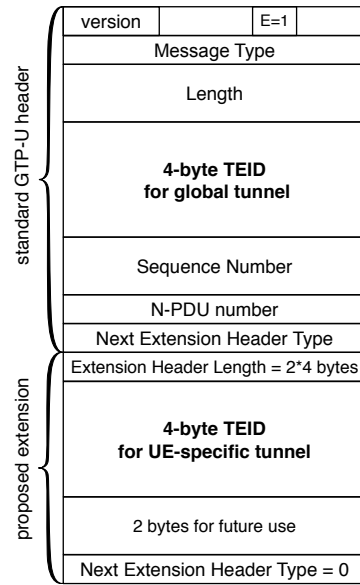 version E=1
Message Type
Length
4-byte TEID
for global tunnel
Sequence Number
N-PDU number
Next Extension Header Type
standard GTP-U header
Extension Header Length = 2*4 bytes
4-byte TEID
for UE-specific tunnel
2 bytes for future use
Next Extension Header Type = 0
proposed extension